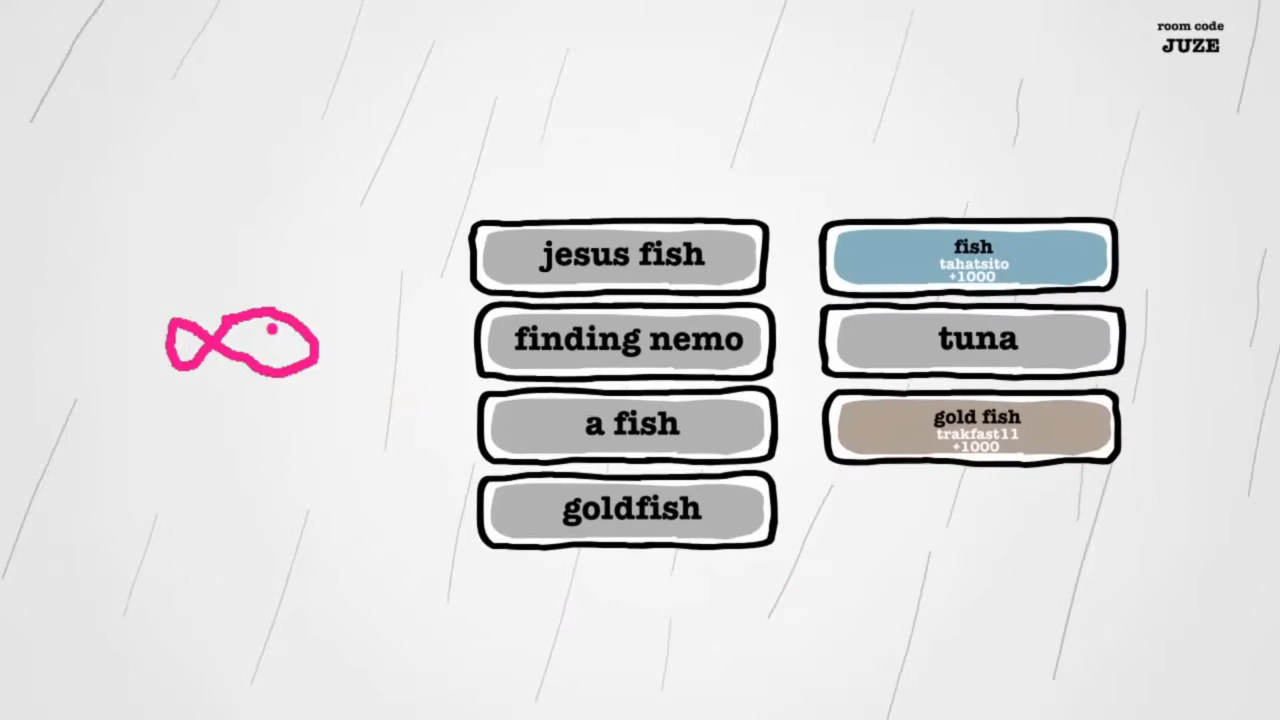 room code
JUZE
jesus fish
fish
tahatsito
+1000
finding nemo
tuna
a fish
gold fish
trakfast11
+1000
goldfish